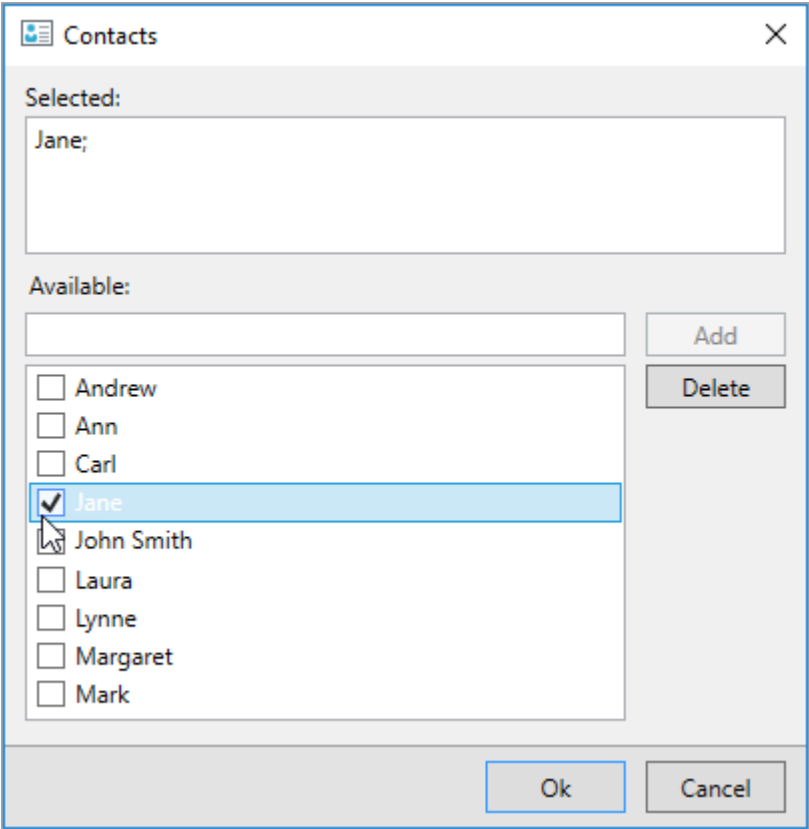 Contacts
Selected:
Jane;
Available:
Add
Andrew
Delete
Ann
Carl
Jane
John Smith
Laura
Lynne
Margaret
Mark
Ok
Cancel